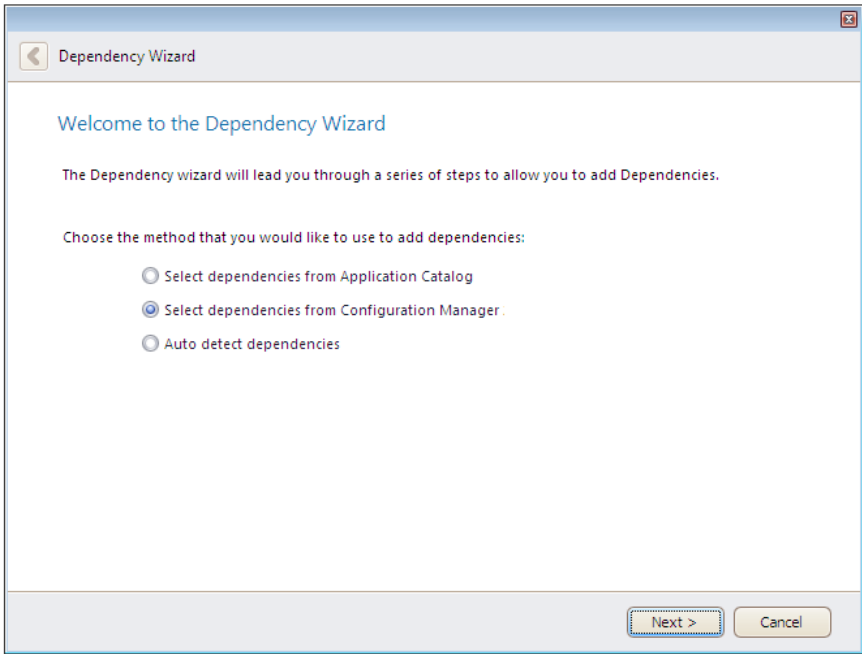 Dependency Wizard
Welcome to the Dependency Wizard
The Dependency wizard will lead you through a series of steps to allow you to add Dependencies.
Choose the method that you would like to use to add dependencies:
Select dependencies from Application Catalog
Select dependencies from Configuration Manager
Auto detect dependencies
Next >
Cancel